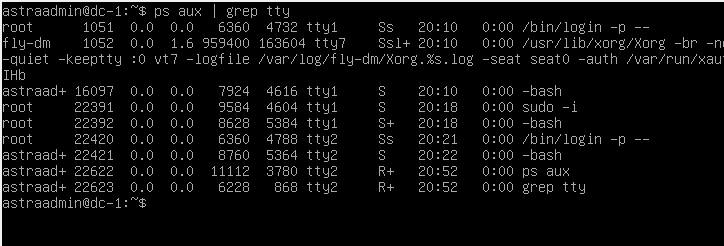 astraadmin@dc-1:~$ ps aux | grep tty
root      1051  0.0  0.0   6360  4732 tty1     Ss   20:10   0:00 /bin/login -p --
fly-dm    1052  0.0  1.6 959400 163604 tty7    Ssl+ 20:10   0:00 /usr/lib/xorg/Xorg -br -no
-quiet -keeptty :0 vt7 -logfile /var/log/fly-dm/Xorg.%s.log -seat seat0 -auth /var/run/xau
IHb
astraad+ 16097  0.0  0.0   7924  4616 tty1     S    20:10   0:00 -bash
root     22391  0.0  0.0   9584  4604 tty1     S    20:18   0:00 sudo -i
root     22392  0.0  0.0   8628  5384 tty1     S+   20:18   0:00 -bash
root     22420  0.0  0.0   6360  4788 tty2     Ss   20:21   0:00 /bin/login -p --
astraad+ 22421  0.0  0.0   8760  5364 tty2     S    20:22   0:00 -bash
astraad+ 22622  0.0  0.0  11112  3780 tty2     R+   20:52   0:00 ps aux
astraad+ 22623  0.0  0.0   6228   868 tty2     R+   20:52   0:00 grep tty
astraadmin@dc-1:~$